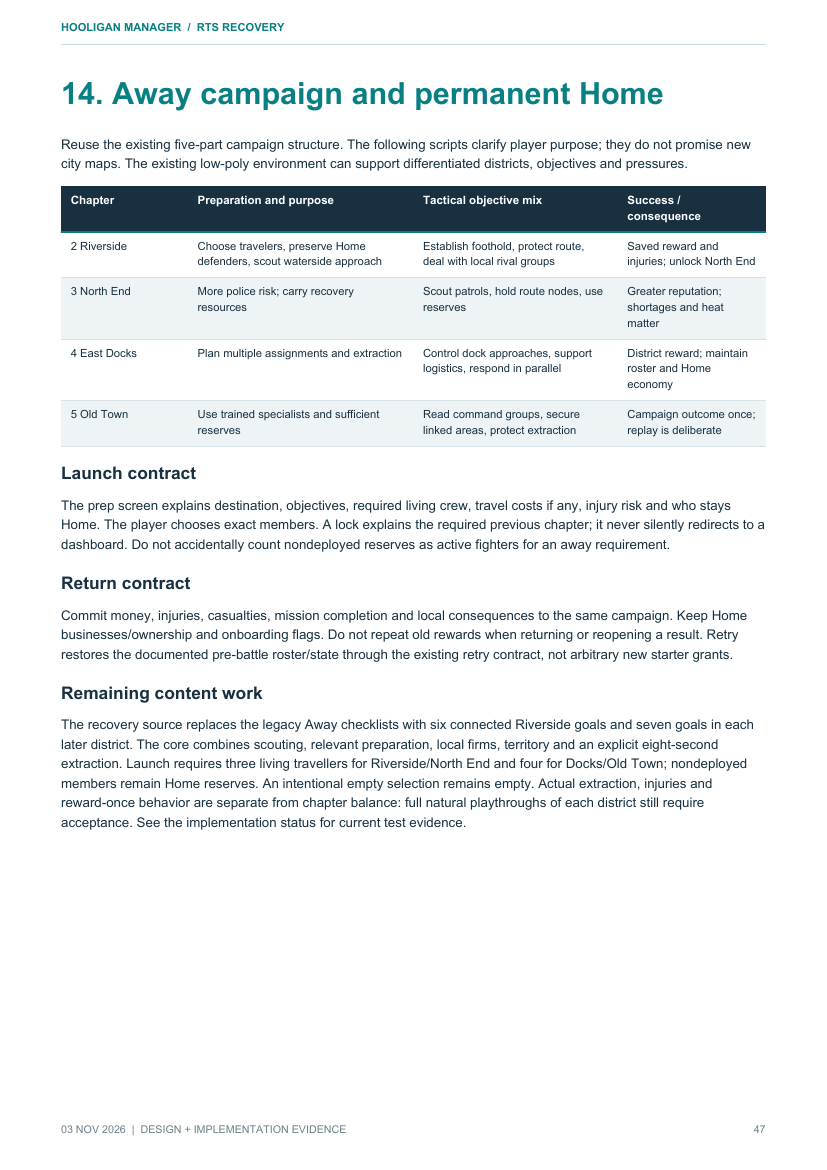 HOOLIGAN MANAGER / RTS RECOVERY
14. Away campaign and permanent Home
Reuse the existing five-part campaign structure. The following scripts clarify player purpose; they do not promise new
city maps. The existing low-poly environment can support differentiated districts, objectives and pressures.
Chapter
Preparation and purpose
Tactical objective mix
Success /
consequence
2 Riverside
Choose travelers, preserve Home
defenders, scout waterside approach
Establish foothold, protect route,
deal with local rival groups
Saved reward and
injuries; unlock North End
3 North End
More police risk; carry recovery
resources
Scout patrols, hold route nodes, use
reserves
Greater reputation;
shortages and heat
matter
4 East Docks
Plan multiple assignments and extraction
Control dock approaches, support
logistics, respond in parallel
District reward; maintain
roster and Home
economy
5 Old Town
Use trained specialists and sufficient
reserves
Read command groups, secure
linked areas, protect extraction
Campaign outcome once;
replay is deliberate
Launch contract
The prep screen explains destination, objectives, required living crew, travel costs if any, injury risk and who stays
Home. The player chooses exact members. A lock explains the required previous chapter; it never silently redirects to a
dashboard. Do not accidentally count nondeployed reserves as active fighters for an away requirement.
Return contract
Commit money, injuries, casualties, mission completion and local consequences to the same campaign. Keep Home
businesses/ownership and onboarding flags. Do not repeat old rewards when returning or reopening a result. Retry
restores the documented pre-battle roster/state through the existing retry contract, not arbitrary new starter grants.
Remaining content work
The recovery source replaces the legacy Away checklists with six connected Riverside goals and seven goals in each
later district. The core combines scouting, relevant preparation, local firms, territory and an explicit eight-second
extraction. Launch requires three living travellers for Riverside/North End and four for Docks/Old Town; nondeployed
members remain Home reserves. An intentional empty selection remains empty. Actual extraction, injuries and
reward-once behavior are separate from chapter balance: full natural playthroughs of each district still require
acceptance. See the implementation status for current test evidence.
03 NOV 2026 | DESIGN + IMPLEMENTATION EVIDENCE
47